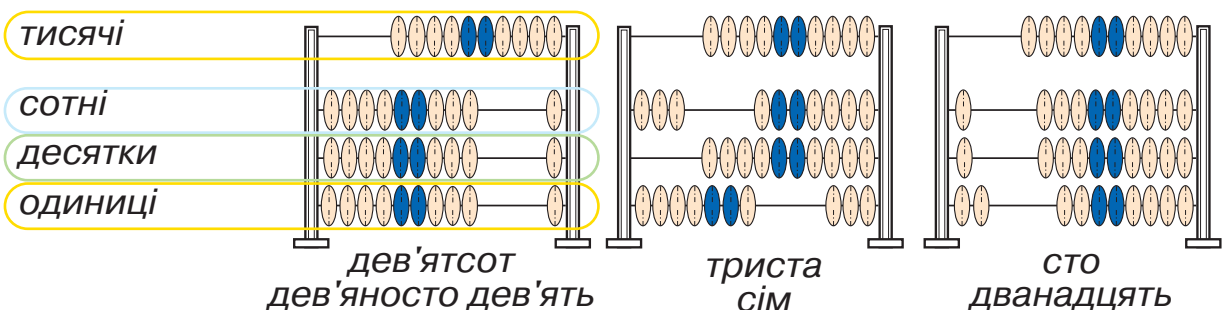 тисячі
сотні
десятки
одиниці
дев'ятсот
дев'яносто дев'ять
триста
сім
сто
дванадцять